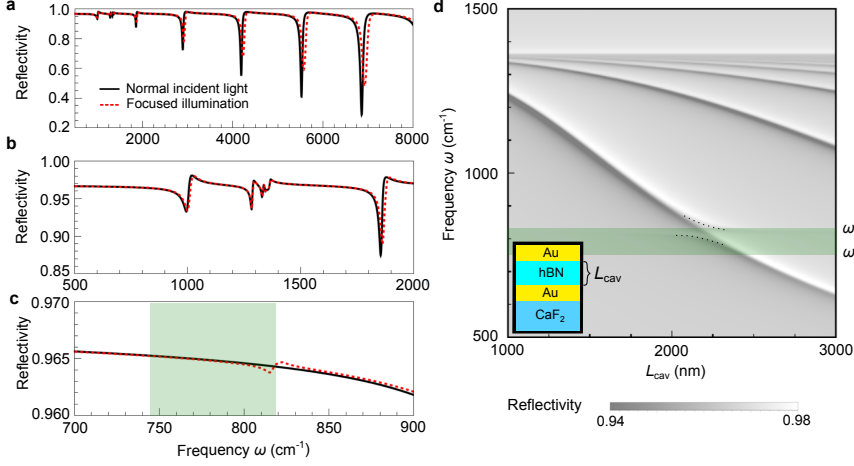 a
Reflectivity
1.0
0.8
0.6
0.4
0.2
Normal incident light
Focused illumination
2000
4000
6000
8000
b
Reflectivity
1.00
0.95
0.90
0.85
500
1000
1500
2000
c
Reflectivity
0.970
0.965
0.960
700
750
800
850
900
Frequency ω (cm⁻¹)
d
Frequency ω (cm⁻¹)
1500
1000
500
ω
ω
Au
hBN
Au
CaF₂
L_cav
1000
2000
3000
L_cav (nm)
Reflectivity
0.94
0.98